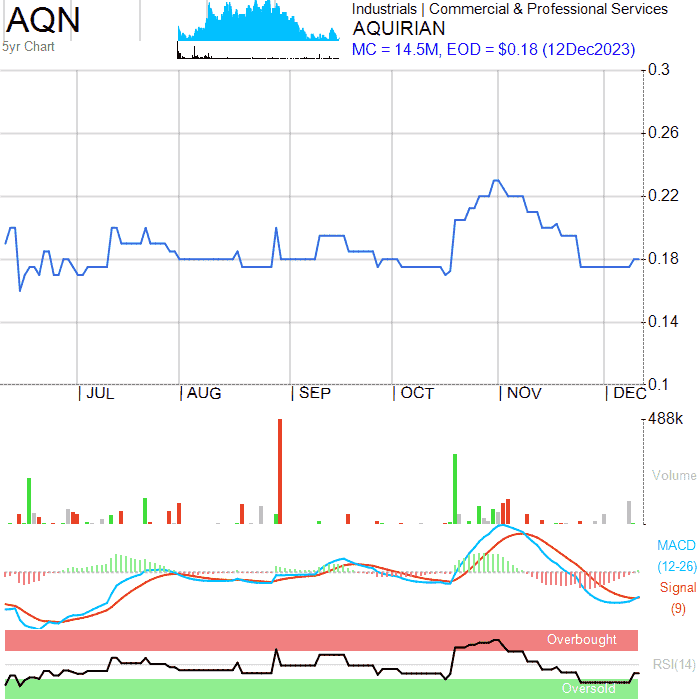 AQN
5yr Chart
Industrials | Commercial & Professional Services
AQUIRIAN
MC = 14.5M, EOD = $0.18 (12Dec2023)
0.3
0.26
0.22
0.18
0.14
0.1
| JUL | AUG | SEP | OCT | NOV | DEC
488k
Volume
MACD
(12-26)
Signal
(9)
Overbought
RSI(14)
Oversold